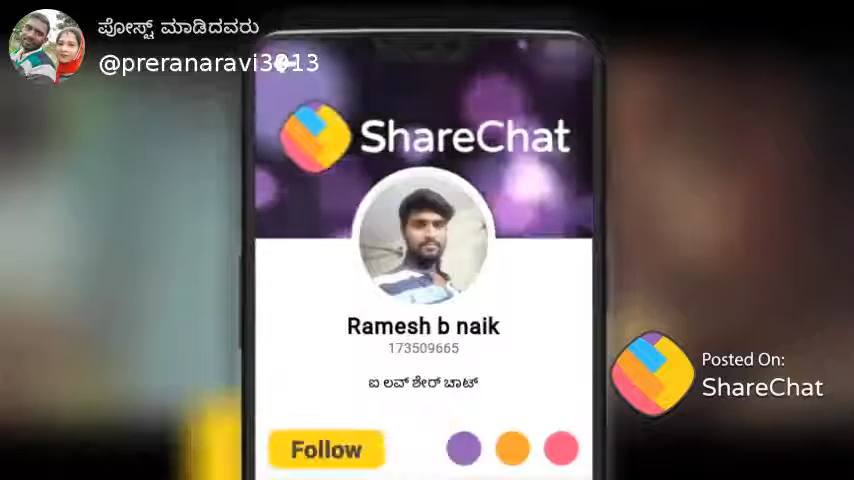 ಪೋಸ್ಟ್ ಮಾಡಿದವರು
ShareChat
Ramesh b naik
173509665
ಐ ಲವ್ ಶೇರ್ ಚಾಟ್
Follow
Posted On:
ShareChat